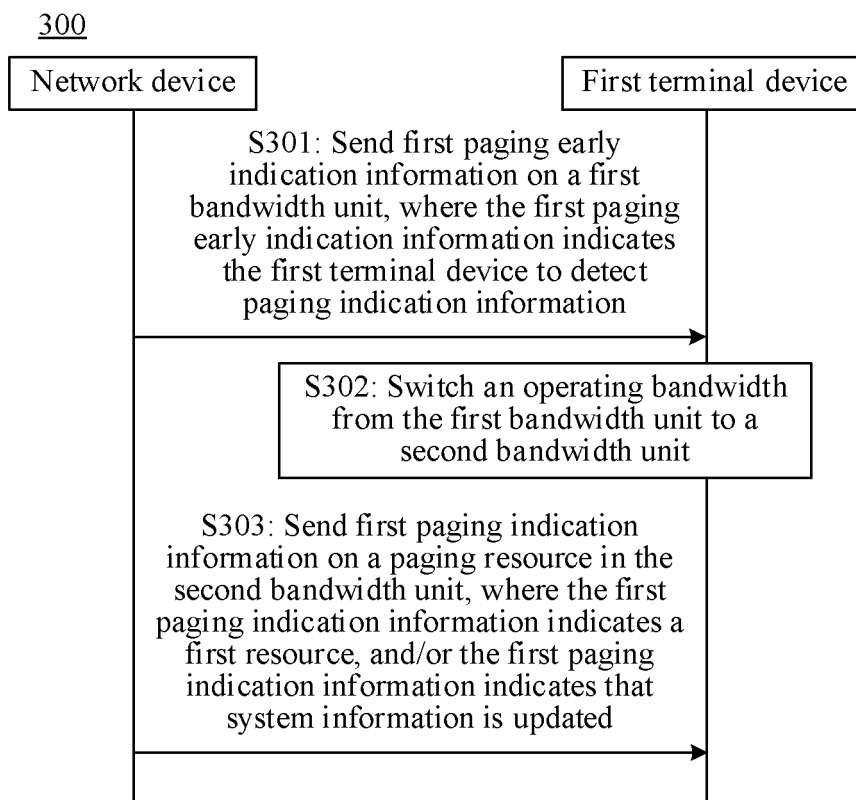 300
Network device
First terminal device
S301: Send first paging early
indication information on a first
bandwidth unit, where the first paging
early indication information indicates
the first terminal device to detect
paging indication information
S302: Switch an operating bandwidth
from the first bandwidth unit to a
second bandwidth unit
S303: Send first paging indication
information on a paging resource in the
second bandwidth unit, where the first
paging indication information indicates a
first resource, and/or the first paging
indication information indicates that
system information is updated